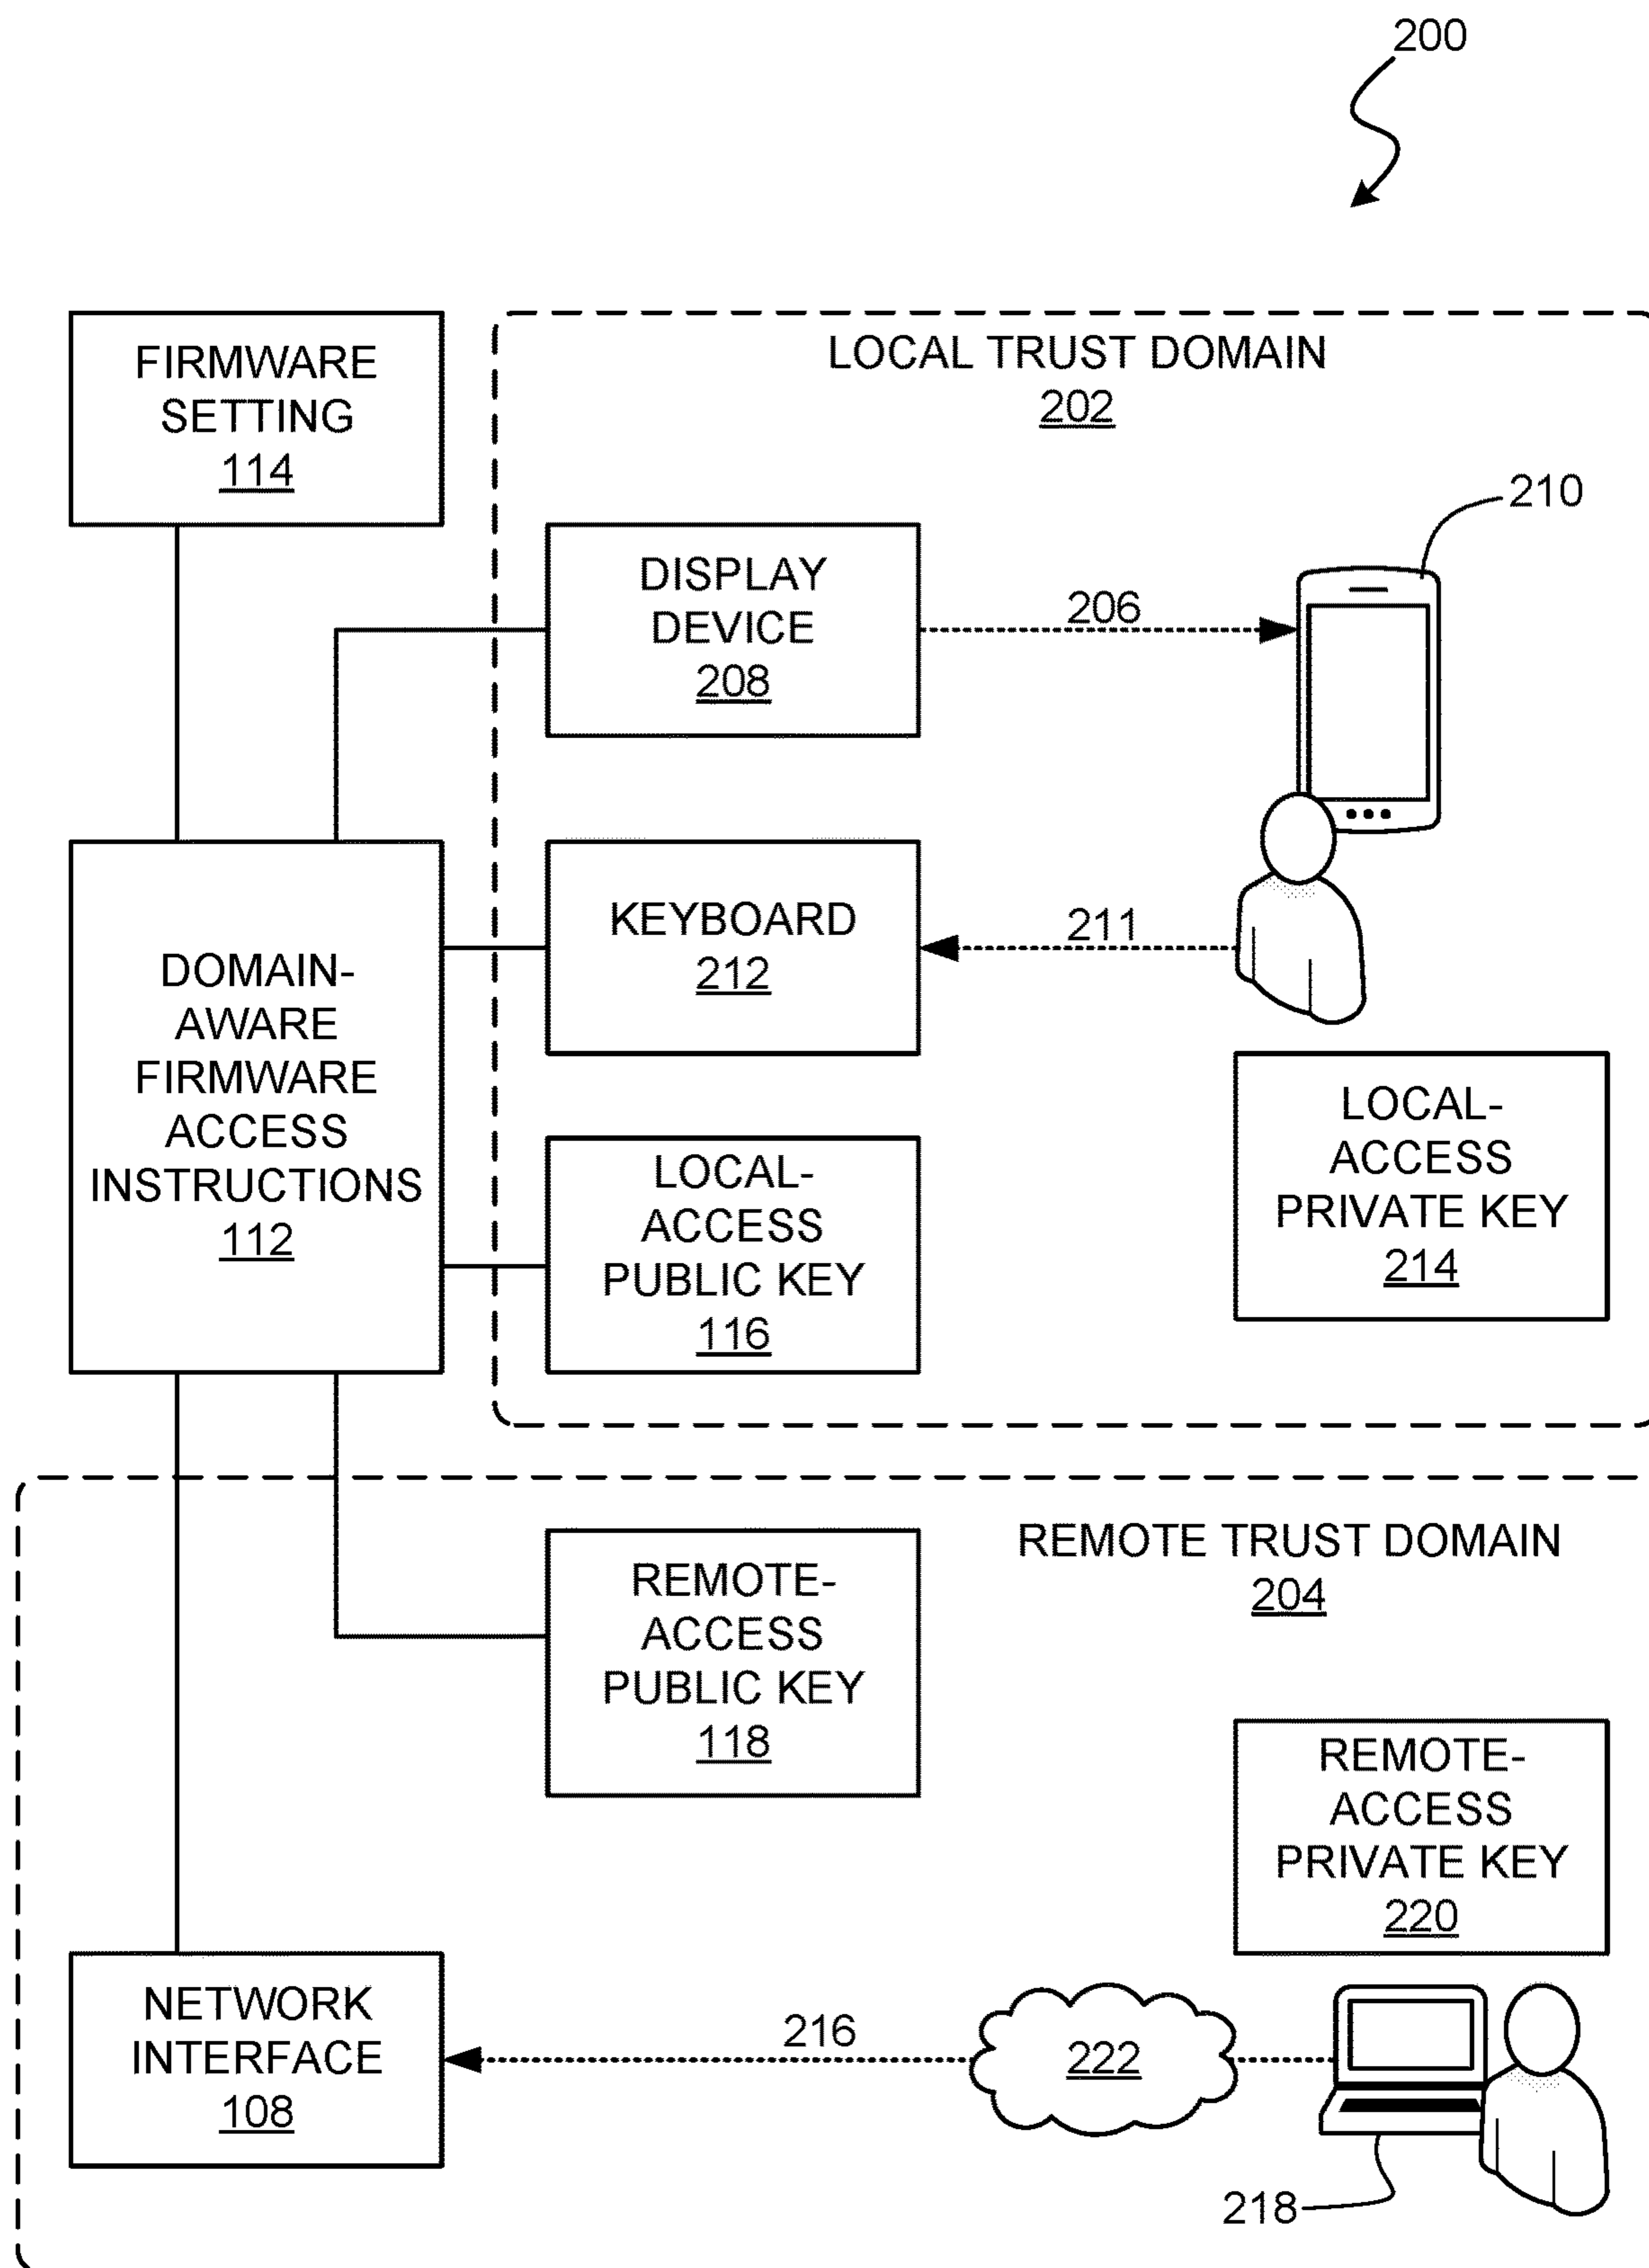 200
FIRMWARE
SETTING
114
LOCAL TRUST DOMAIN
202
210
DISPLAY
DEVICE
208
206
KEYBOARD
212
211
DOMAIN-
AWARE
FIRMWARE
ACCESS
INSTRUCTIONS
112
LOCAL-
ACCESS
PRIVATE KEY
214
LOCAL-
ACCESS
PUBLIC KEY
116
REMOTE TRUST DOMAIN
204
REMOTE-
ACCESS
PUBLIC KEY
118
REMOTE-
ACCESS
PRIVATE KEY
220
NETWORK
INTERFACE
108
216
222
218